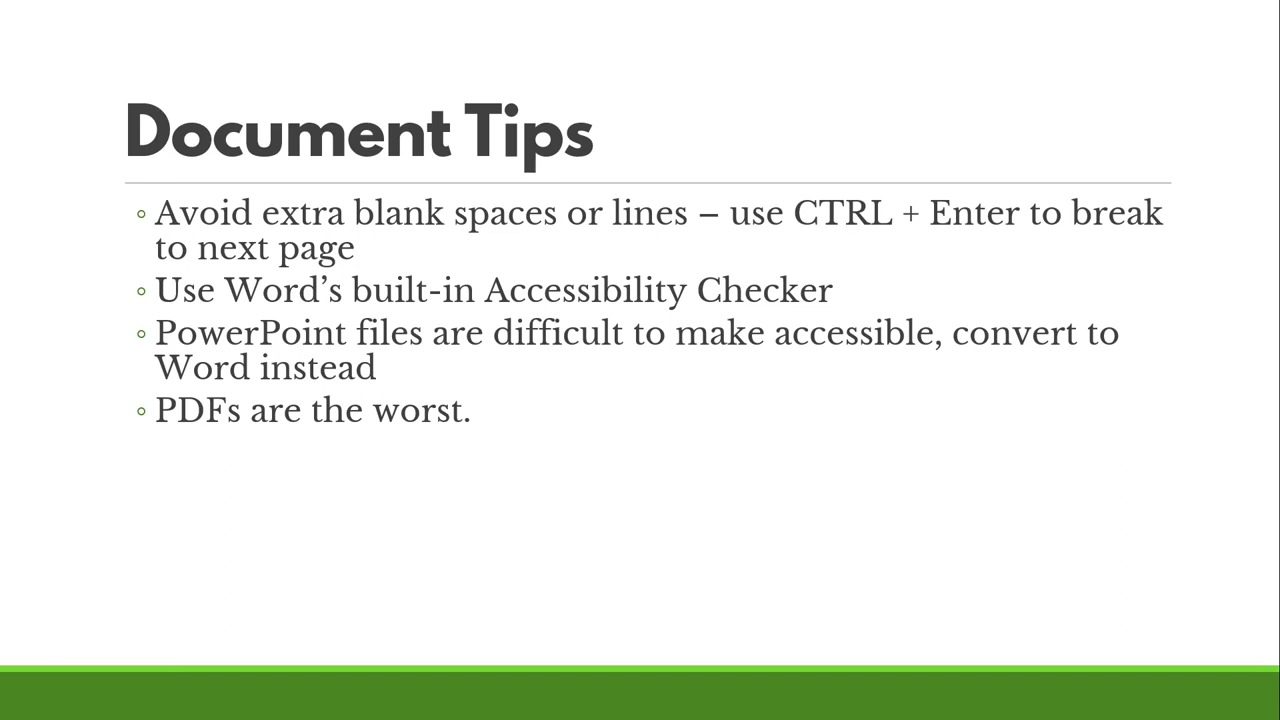 Document Tips
◦ Avoid extra blank spaces or lines – use CTRL + Enter to break
to next page
◦ Use Word’s built-in Accessibility Checker
◦ PowerPoint files are difficult to make accessible, convert to
Word instead
◦ PDFs are the worst.